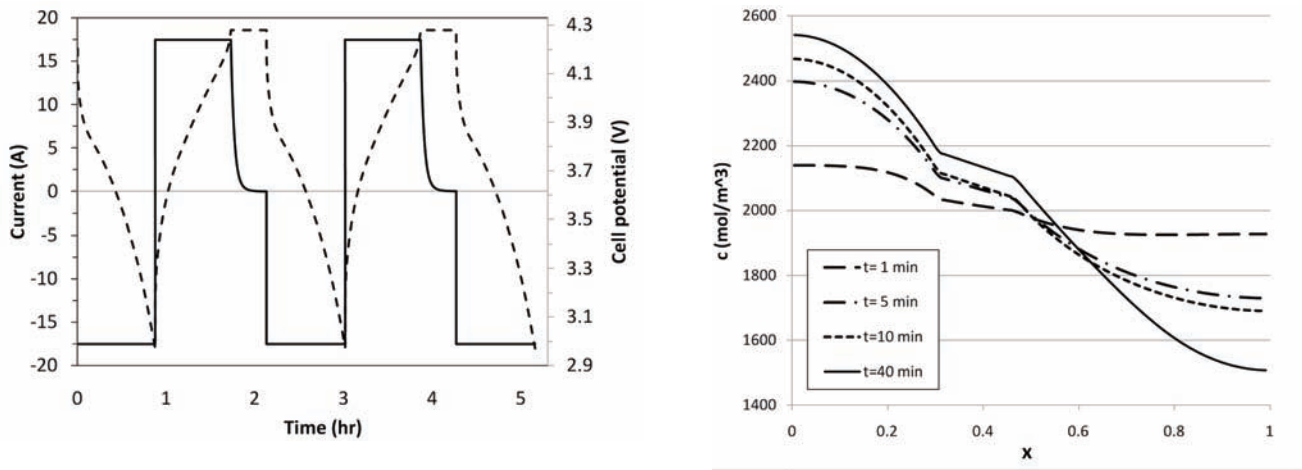 20
15
10
5
0
-5
-10
-15
-20
Current (A)
4.3
4.1
3.9
3.7
3.5
3.3
3.1
2.9
Cell potential (V)
0 1 2 3 4 5
Time (hr)
2600
2400
2200
2000
1800
1600
1400
c (mol/m^3)
t= 1 min
t= 5 min
t=10 min
t=40 min
0 0.2 0.4 0.6 0.8 1
x